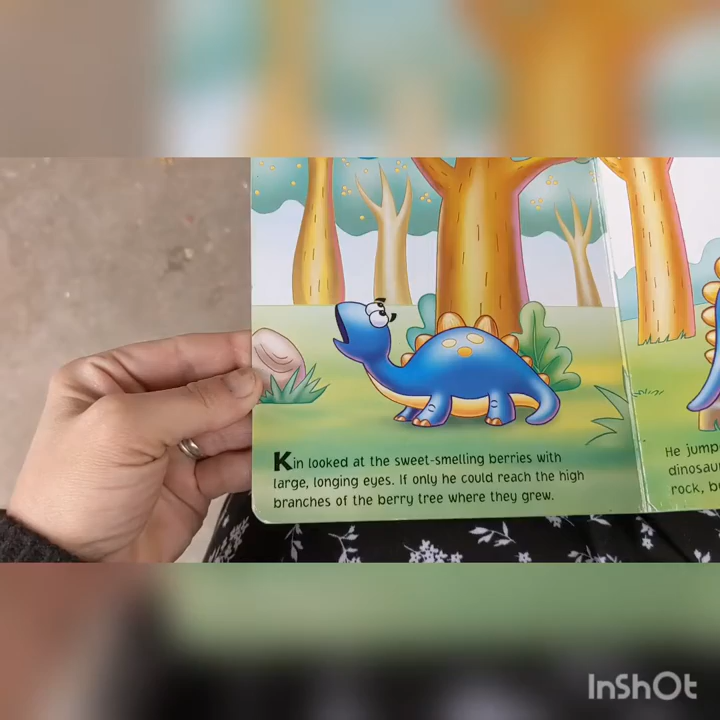 Kin looked at the sweet-smelling berries with
large, longing eyes. If only he could reach the high
branches of the berry tree where they grew.
He jump
dinosau
rock, b
InShOt